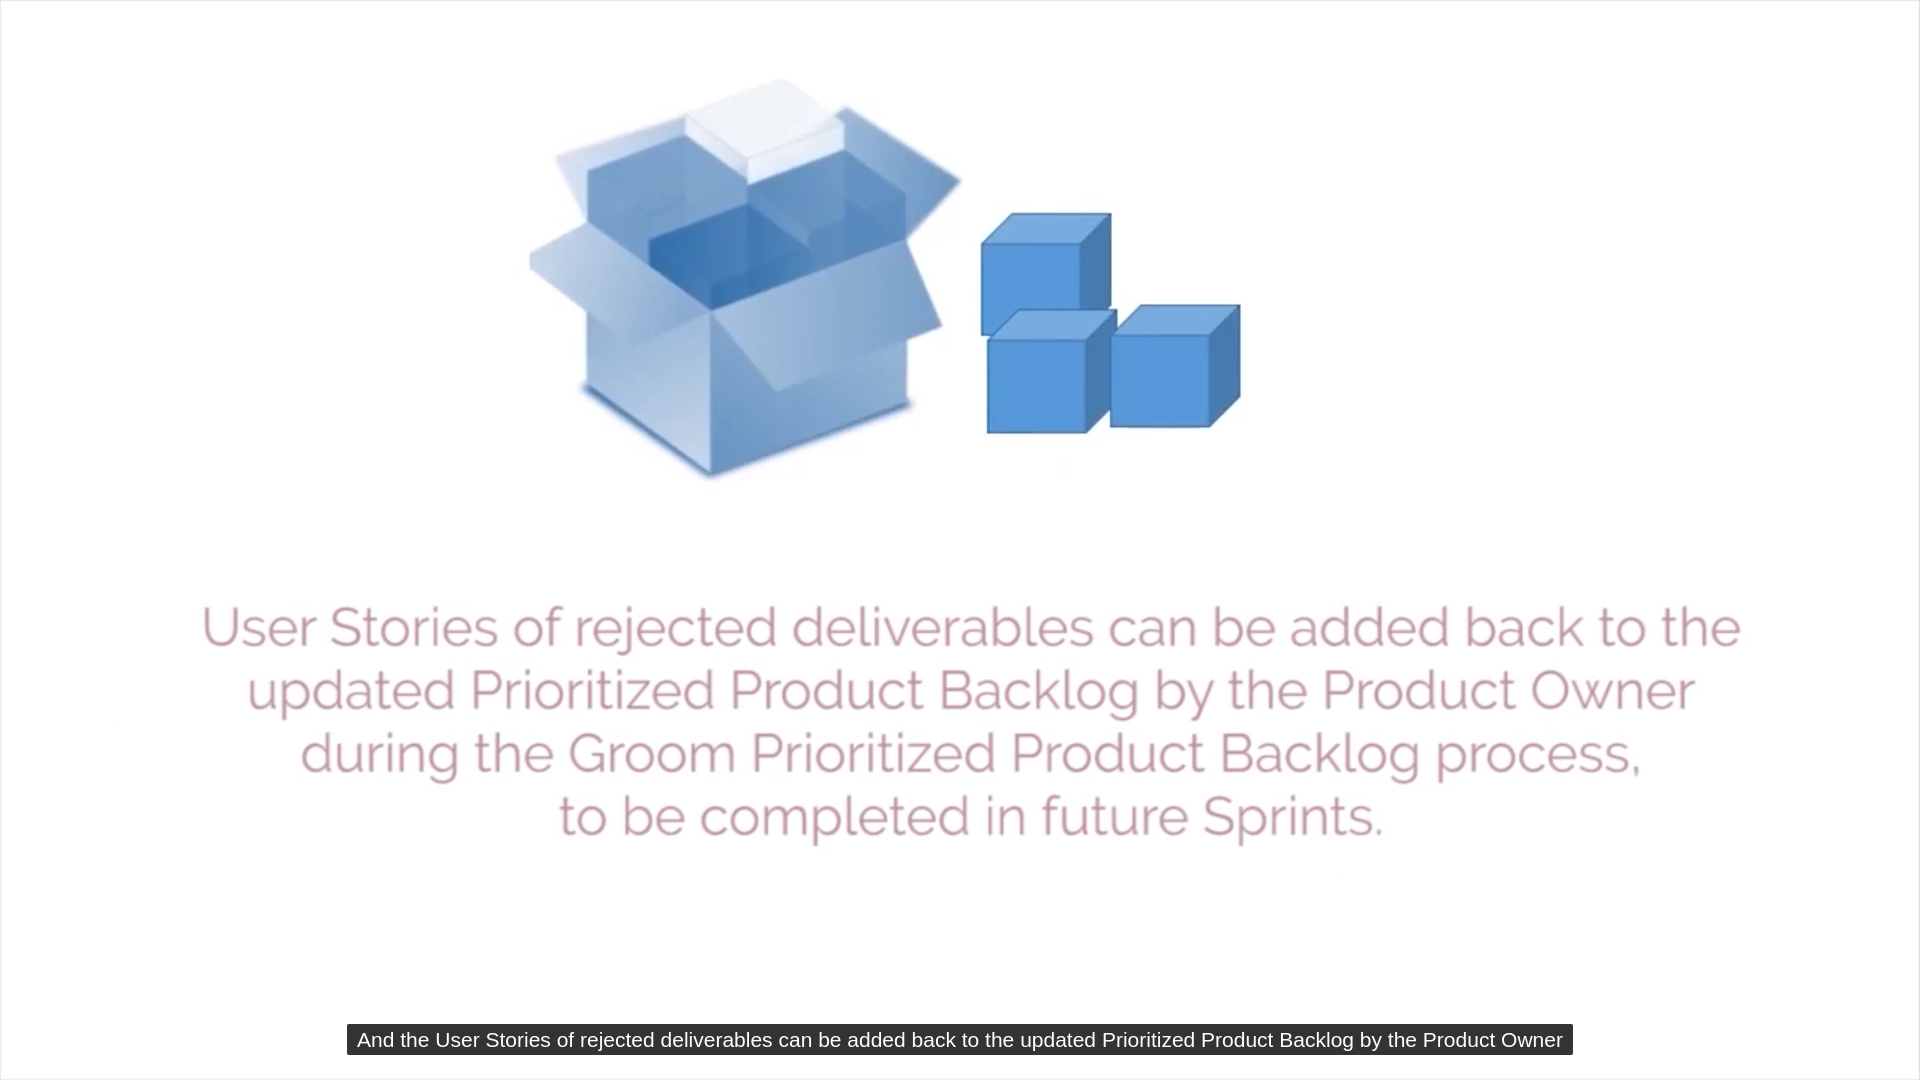 User Stories of rejected deliverables can be added back to the
updated Prioritized Product Backlog by the Product Owner
during the Groom Prioritized Product Backlog process,
to be completed in future Sprints.
And the User Stories of rejected deliverables can be added back to the updated Prioritized Product Backlog by the Product Owner